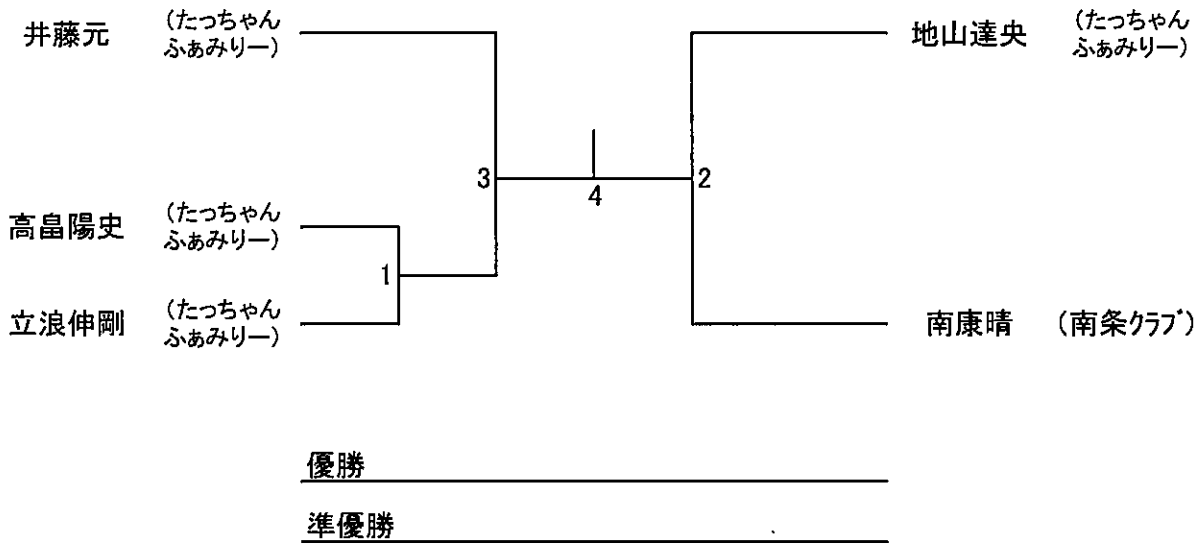 井藤元 (たっちゃん
ふぁみりー)
地山達央 (たっちゃん
ふぁみりー)
3
4
2
高畠陽史 (たっちゃん
ふぁみりー)
1
立浪伸剛 (たっちゃん
ふぁみりー)
南康晴 (南条クラブ)
優勝
準優勝